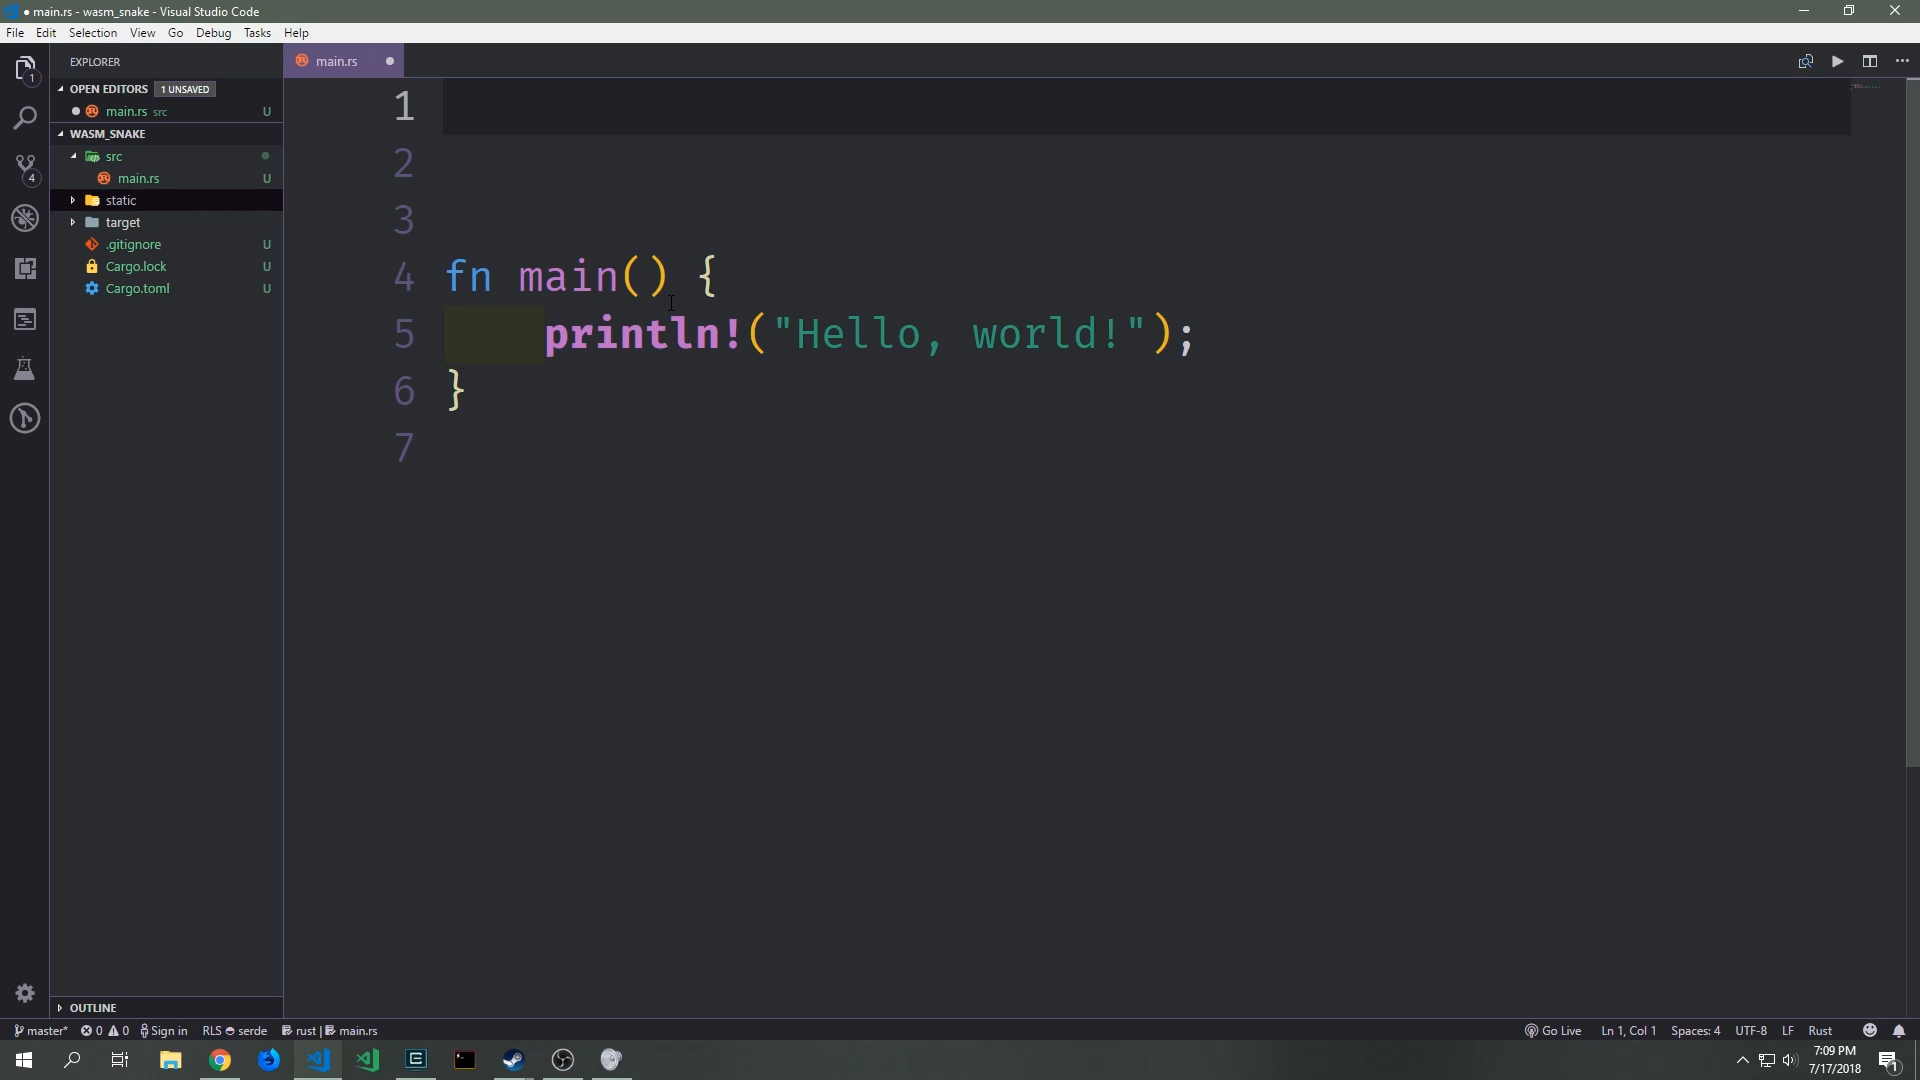 main.rs - wasm_snake - Visual Studio Code
File Edit Selection View Go Debug Tasks Help
EXPLORER
main.rs
OPEN EDITORS 1 UNSAVED
main.rs src U
WASM_SNAKE
src
main.rs U
static
target
.gitignore U
Cargo.lock U
Cargo.toml U
OUTLINE
1
4
1
2
3
4 fn main() {
5 println!("Hello, world!");
6 }
7
master* 0 0 Sign in RLS serde rust | main.rs
Go Live Ln 1, Col 1 Spaces: 4 UTF-8 LF Rust
7:09 PM
7/17/2018
1